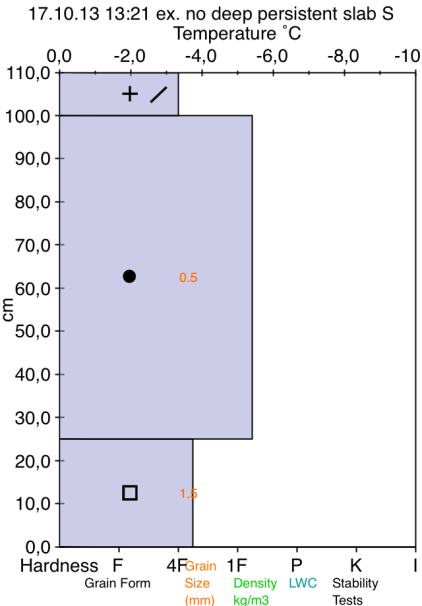 17.10.13 13:21 ex. no deep persistent slab S
Temperature °C
0,0 -2,0 -4,0 -6,0 -8,0 -10
110,0
100,0
90,0
80,0
70,0
60,0
0.5
50,0
cm
40,0
30,0
20,0
10,0
1.5
0,0
Hardness F 4F 1F P K I
Grain Form
Grain
Size
(mm)
Density
kg/m3
LWC
Stability
Tests